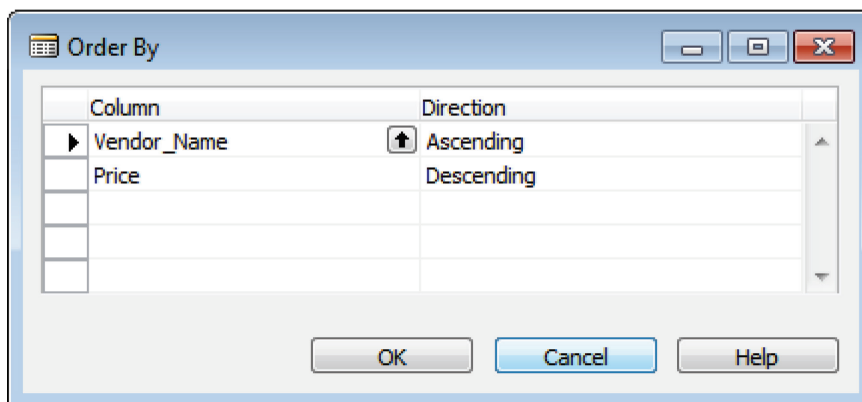 Order By
Column Direction
Vendor_Name Ascending
Price Descending
OK Cancel Help